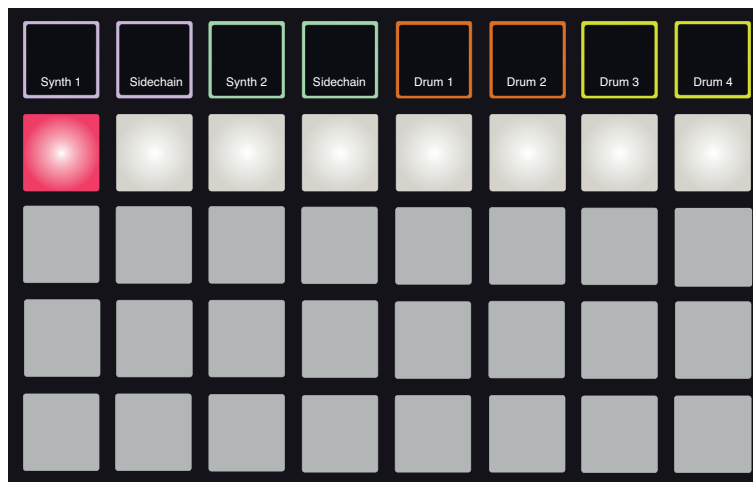 Synth 1
Sidechain
Synth 2
Sidechain
Drum 1
Drum 2
Drum 3
Drum 4